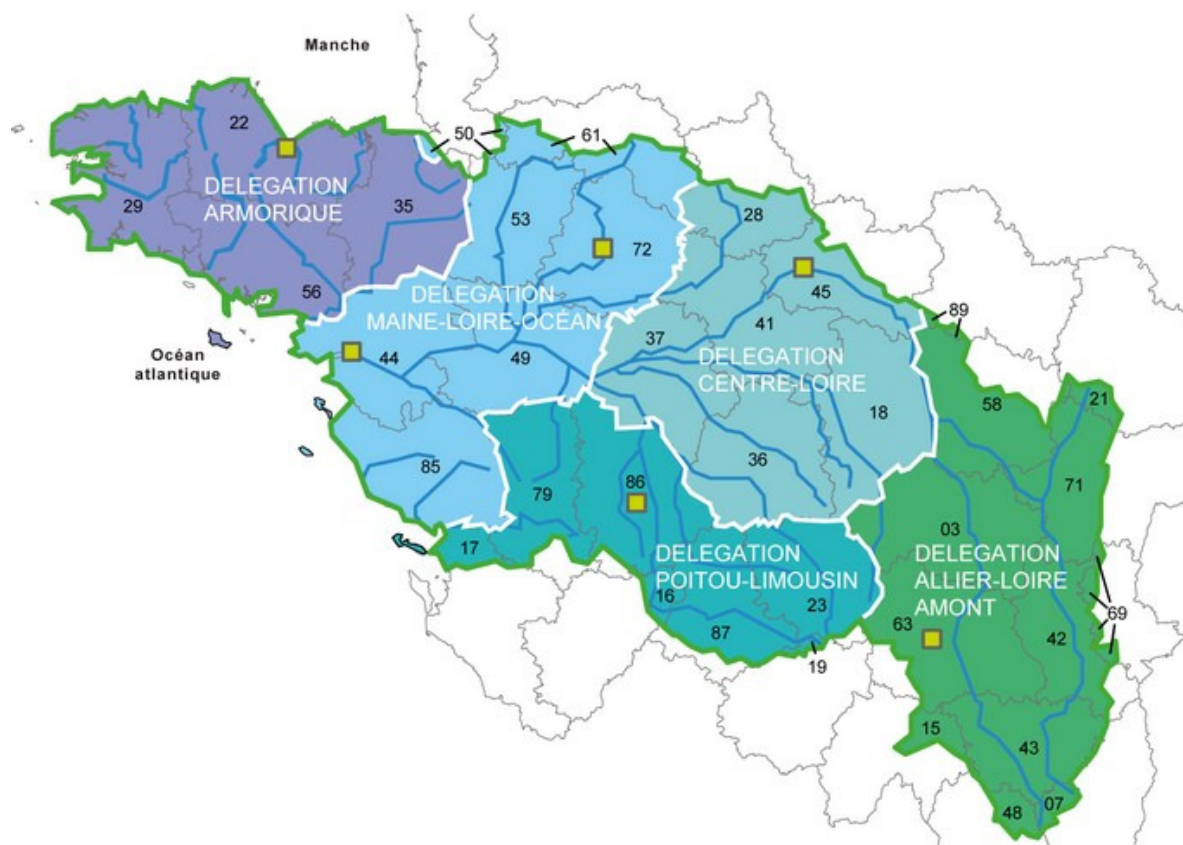 Manche
50
61
22
DELEGATION
ARMORIQUE
29
35
53
28
72
56
DELEGATION
MAINE-LOIRE-OCÉAN
45
89
Océan
atlantique
44
49
37
41
DELEGATION
CENTRE-LOIRE
58
21
18
85
79
86
36
71
03
17
DELEGATION
POITOU-LIMOUSIN
DELEGATION
ALLIER-LOIRE
AMONT
16
23
87
19
63
42
69
15
43
48
07